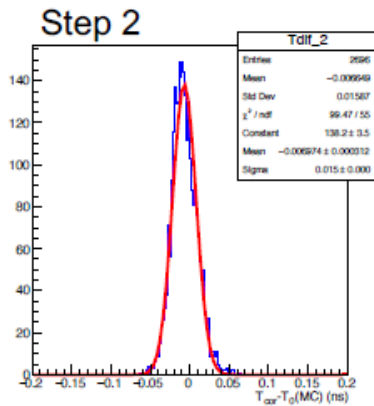 Step 2
Tdif_2
Entries 2696
Mean −0.006649
Std Dev 0.01587
χ² / ndf 99.47 / 55
Constant 138.2 ± 3.5
Mean −0.006974 ± 0.000312
Sigma 0.015 ± 0.000
140
120
100
80
60
40
20
0
−0.2 −0.15 −0.1 −0.05 0 0.05 0.1 0.15 0.2
T_cor-T_0(MC) (ns)